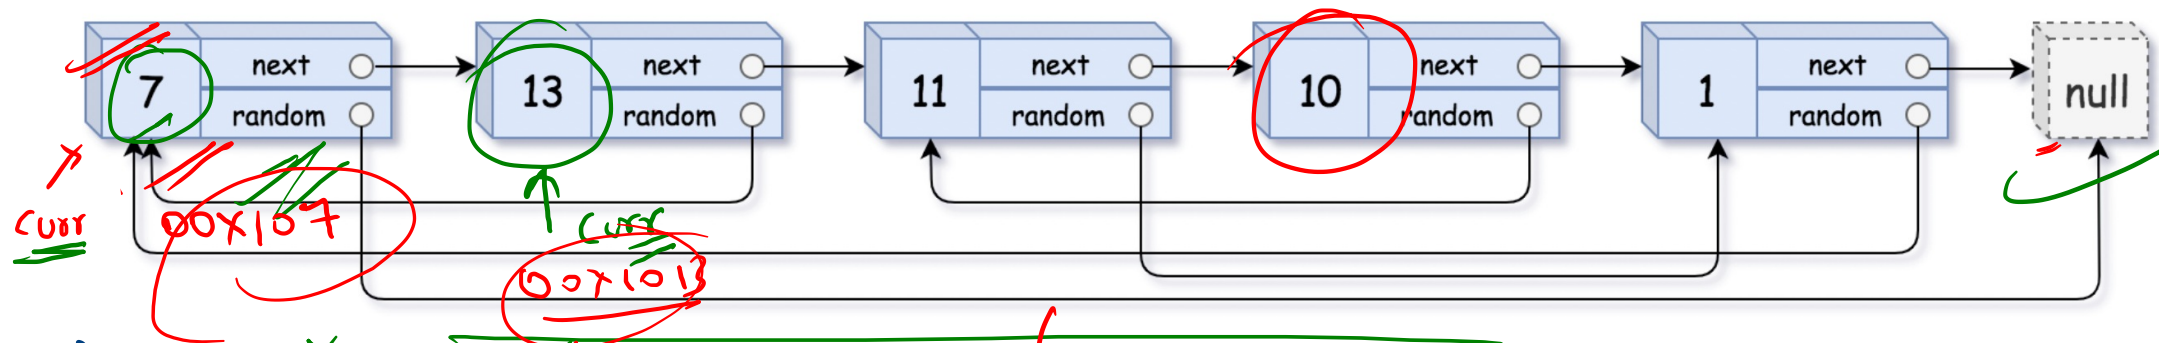 7 next random
13 next random
11 next random
10 next random
1 next random
null
curr
00x107
curr
00x1013